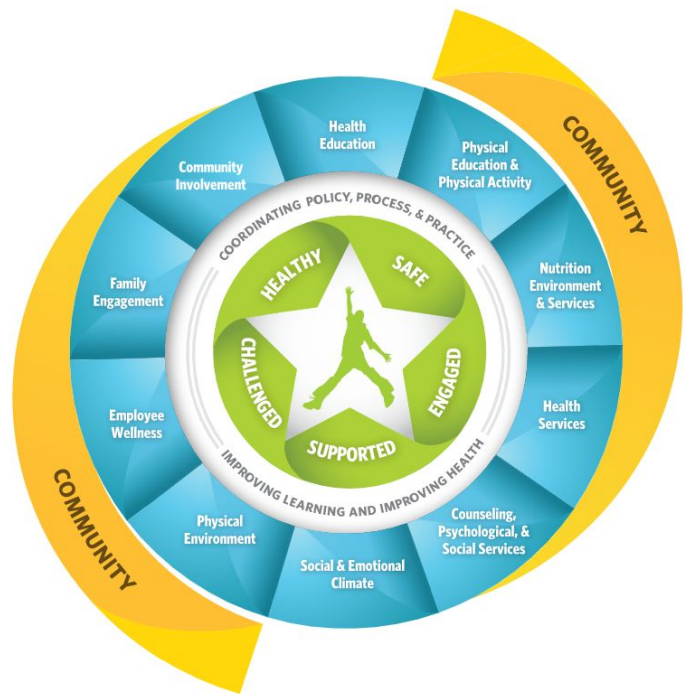 COMMUNITY
Health
Education
Physical
Education &
Physical Activity
Nutrition
Environment
& Services
Health
Services
Counseling,
Psychological, &
Social Services
Social & Emotional
Climate
Physical
Environment
Employee
Wellness
Family
Engagement
Community
Involvement
COORDINATING POLICY, PROCESS, & PRACTICE
IMPROVING LEARNING AND IMPROVING HEALTH
HEALTHY
SAFE
ENGAGED
SUPPORTED
CHALLENGED
COMMUNITY